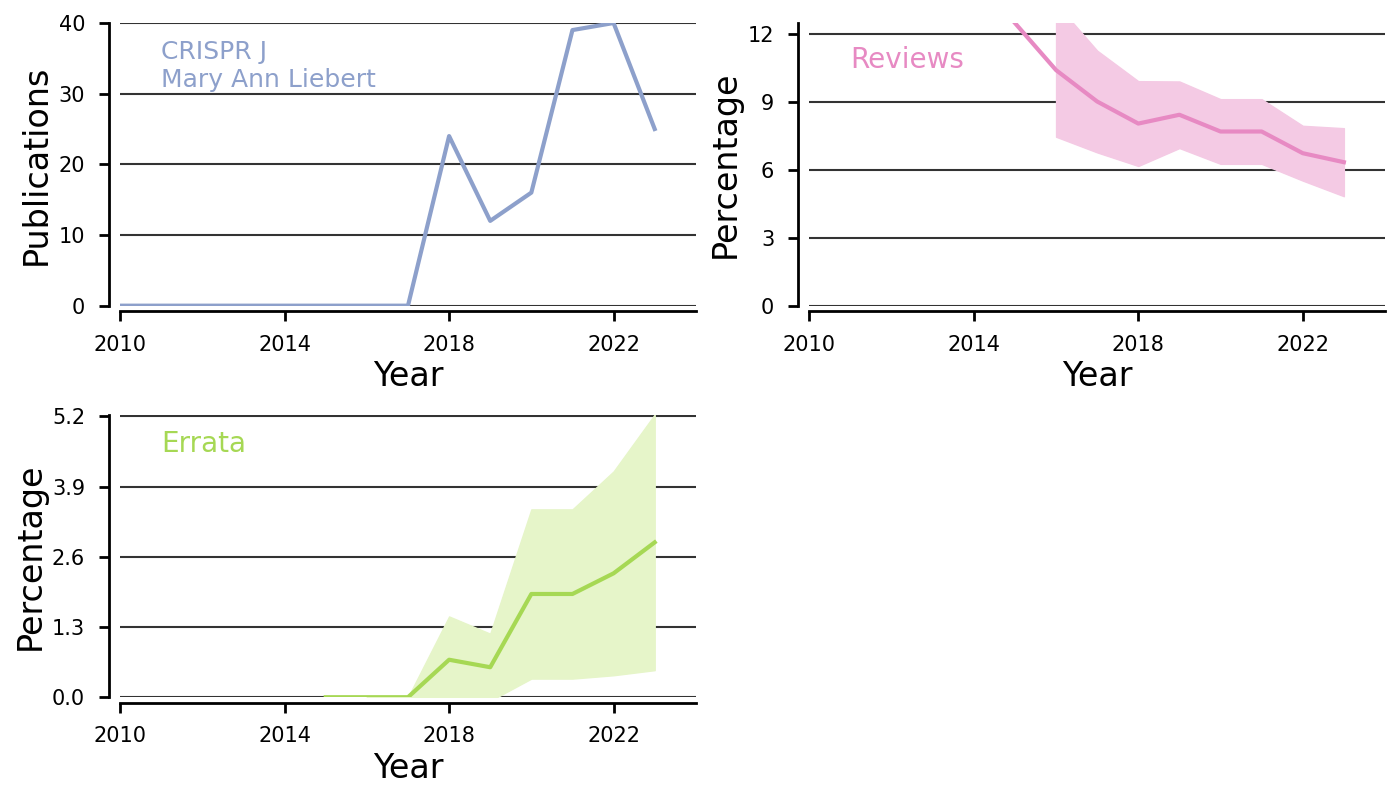 Publications
40
30
20
10
0
CRISPR J
Mary Ann Liebert
2010 2014 2018 2022
Year
Percentage
12
9
6
3
0
Reviews
2010 2014 2018 2022
Year
Percentage
5.2
3.9
2.6
1.3
0.0
Errata
2010 2014 2018 2022
Year